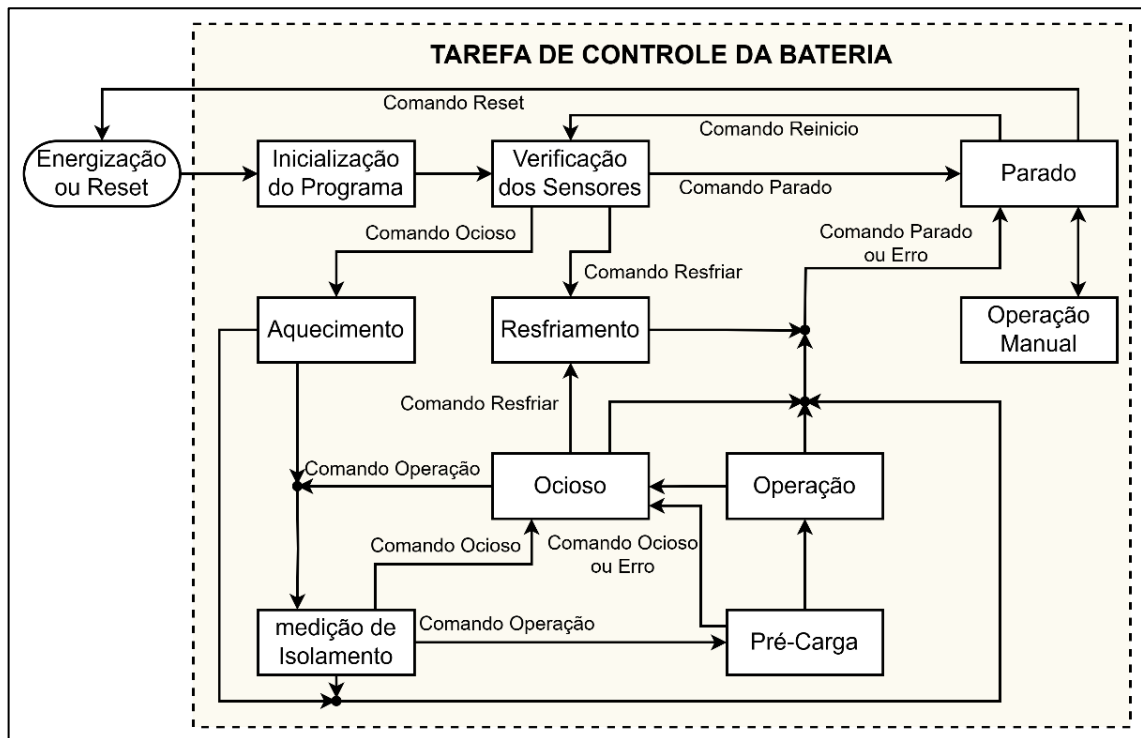 TAREFA DE CONTROLE DA BATERIA
Comando Reset
Comando Reinicio
Energização
ou Reset
Inicialização
do Programa
Verificação
dos Sensores
Comando Parado
Parado
Comando Ocioso
Comando Resfriar
Comando Parado
ou Erro
Aquecimento
Resfriamento
Operação
Manual
Comando Resfriar
Comando Operação
Ocioso
Operação
Comando Ocioso
Comando Ocioso
ou Erro
medição de
Isolamento
Comando Operação
Pré-Carga